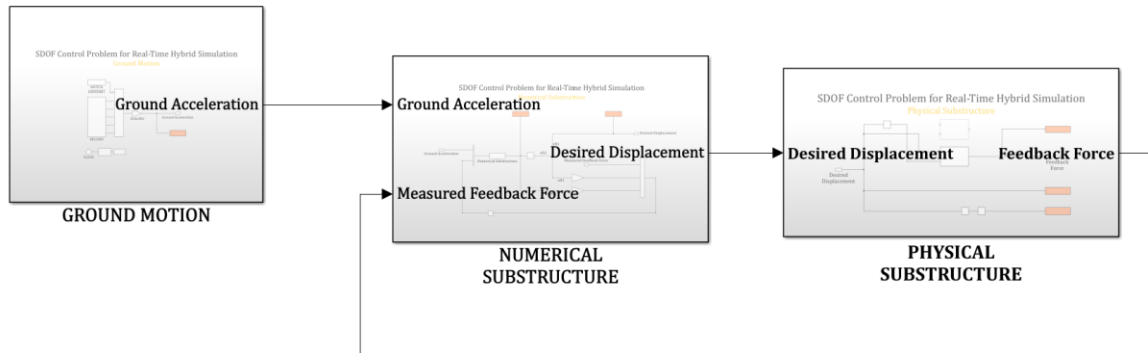 SDOF Control Problem for Real-Time Hybrid Simulation
Ground Motion
Ground Acceleration
GROUND MOTION
SDOF Control Problem for Real-Time Hybrid Simulation
Ground Acceleration
Desired Displacement
Measured Feedback Force
NUMERICAL
SUBSTRUCTURE
SDOF Control Problem for Real-Time Hybrid Simulation
Physical Substructure
Desired Displacement
Feedback Force
Desired
Displacement
Feedback
Force
PHYSICAL
SUBSTRUCTURE